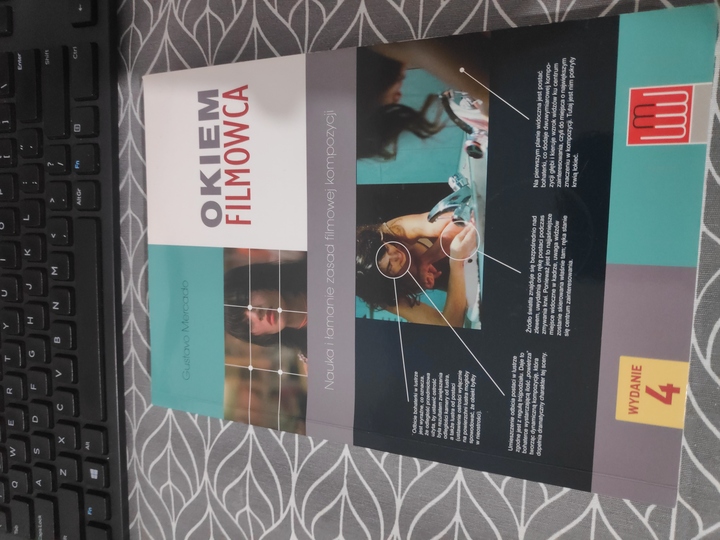 Enter
CapsLock
A
S
D
F
G
H
J
K
L
Shift
Z
X
C
V
B
N
M
Fn
Alt
AltGr
Fn
Ctrl
Gustavo Mercado
OKIEM
FILMOWCA
Nauka i łamanie zasad filmowej kompozycji
Odbicie bohaterki w lustrze
jest wyraźne, co oznacza,
że odległość przedmiotowa
użyta, by ustawić ostrość
była rezultatem zwiększenia
odległości kamery od lustra,
a także lustra od postaci
(ustawienie ostrości wyłącznie
na powierzchni lustra mogłoby
spowodować, że obiekt byłby
w nieostrości).
Umieszczenie odbicia postaci w lustrze
zgodne jest z regułą trójpodziału. Daje to
bohaterce wystarczającą ilość „powietrza”
tworząc dynamiczną kompozycję, która
dopełnia dramatyczny charakter tej sceny.
Źródło światła znajduje się bezpośrednio nad
zlewem, uwydatnia ono rękę postaci podczas
zmywania krwi. Ponieważ jest to najjaśniejsze
miejsce widoczne w kadrze, uwaga widzów
zostanie skierowana właśnie tam; ręka stanie
się centrum zainteresowania.
Na pierwszym planie widoczna jest postać
bohaterki, co dodaje dwuwymiarowej kompo-
zycji głębi i kieruje wzrok widzów ku centrum
zainteresowania, czyli do miejsca o największym
znaczeniu w kompozycji. Tutaj jest nim pokryty
krwią łokieć.
WYDANIE
4